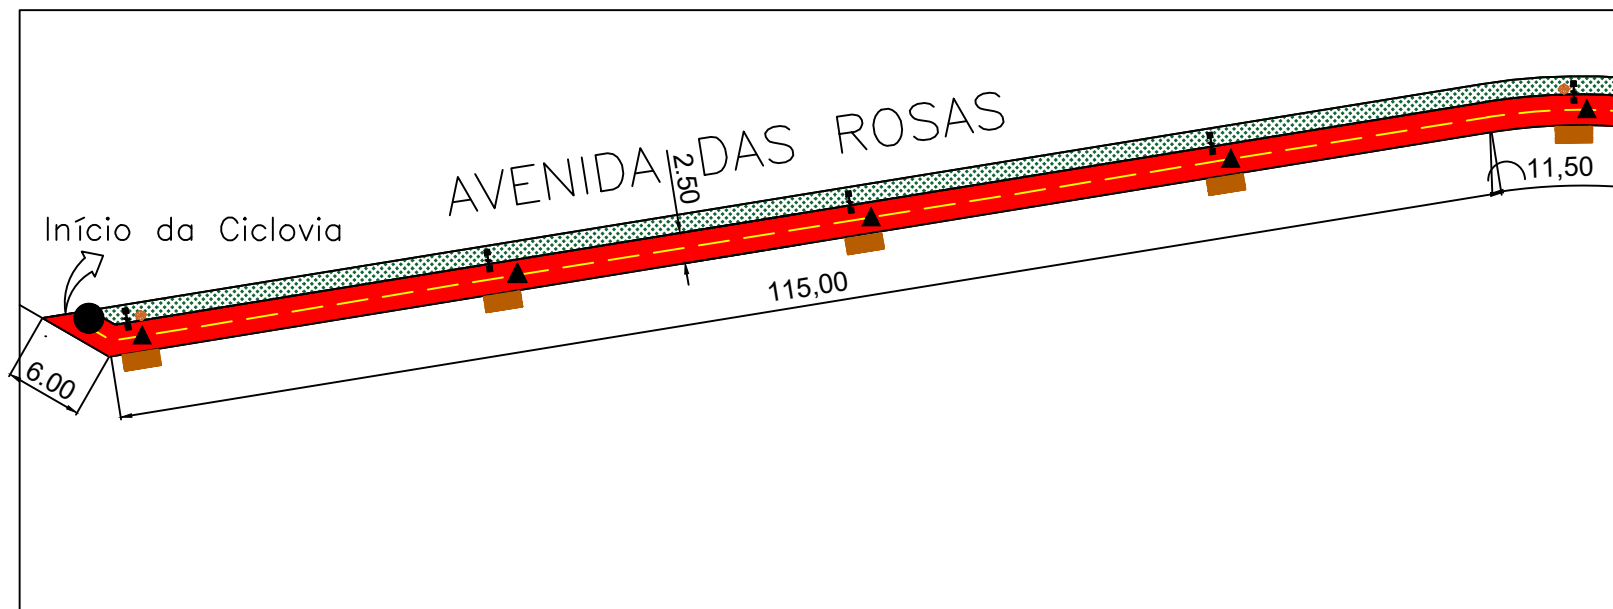 AVENIDA DAS ROSAS
2.50
11,50
Início da Ciclovia
115,00
6.00